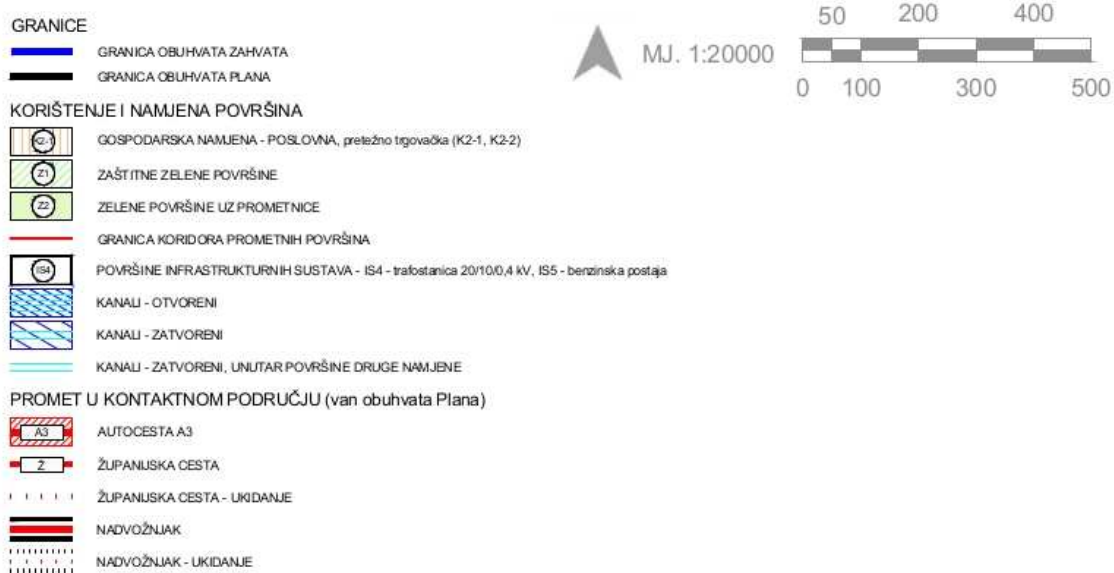 GRANICE
GRANICA OBUHVATA ZAHVATA
GRANICA OBUHVATA PLANA
MJ. 1:20000
50 200 400
0 100 300 500
KORIŠTENJE I NAMJENA POVRŠINA
K2-1 GOSPODARSKA NAMJENA - POSLOVNA, pretežno trgovačka (K2-1, K2-2)
Z1 ZAŠTITNE ZELENE POVRŠINE
Z2 ZELENE POVRŠINE UZ PROMETNICE
GRANICA KORIDORA PROMETNIH POVRŠINA
IS4 POVRŠINE INFRASTRUKTURNIH SUSTAVA - IS4 - trafostanica 20/10/0,4 kV, IS5 - benzinska postaja
KANALI - OTVORENI
KANALI - ZATVORENI
KANALI - ZATVORENI, UNUTAR POVRŠINE DRUGE NAMJENE
PROMET U KONTAKTNOM PODRUČJU (van obuhvata Plana)
A3 AUTOCESTA A3
Ž ŽUPANIJSKA CESTA
ŽUPANIJSKA CESTA - UKIDANJE
NADVOŽNJAK
NADVOŽNJAK - UKIDANJE